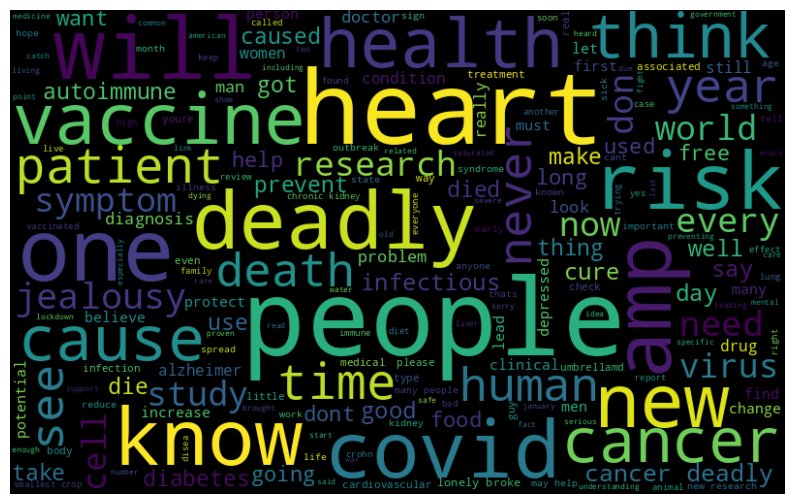 medicine common american soon real government
want person doctor sign heard think
hope called will caused health let due
catch month keep women two first still age fight
living got condition found treatment associated sick case something
point including man really another don year
autoimmune show heart must used world tell
high youre outbreak related make cant whats
vaccine live link help research saturated free
patient illness review prevent syndrome long known trying yes last
dying state way died look risk
symptom chronic kidney severe now every important preventing
diagnosis deadly everyone never early thing well effect care
vaccinated old problem anyone cure lung
one especially even family rare death infectious check say leading mental
jealousy water thats depressed amp day many
lockdown protect sorry lead need specific right
believe use read immune diet liver idea drug
cause proven people clinical virus report
infection spread alzheimer medical please umbrellamd
see die time type many people human find
potential study little safe bad guy men new change
reduce support increase brought work dont good food january serious
enough body cell start kidney fact know covid cancer
take number disea life crohn war going
smallest crop diabetes said cardiovascular lonely broke may help understanding cancer deadly animal new research